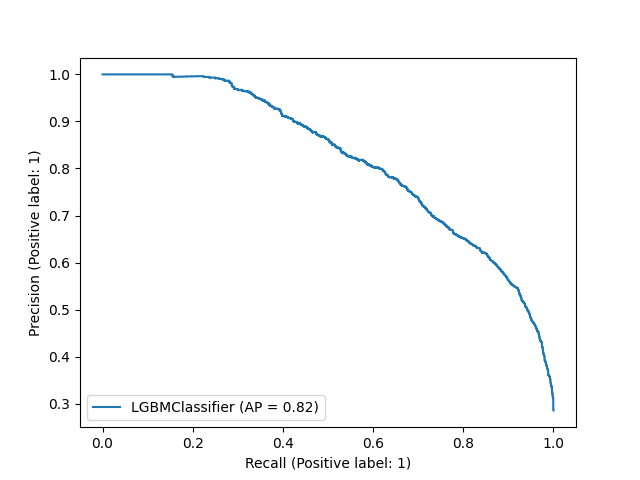 1.0
0.9
0.8
0.7
0.6
0.5
0.4
0.3
Precision (Positive label: 1)
LGBMClassifier (AP = 0.82)
0.0 0.2 0.4 0.6 0.8 1.0
Recall (Positive label: 1)